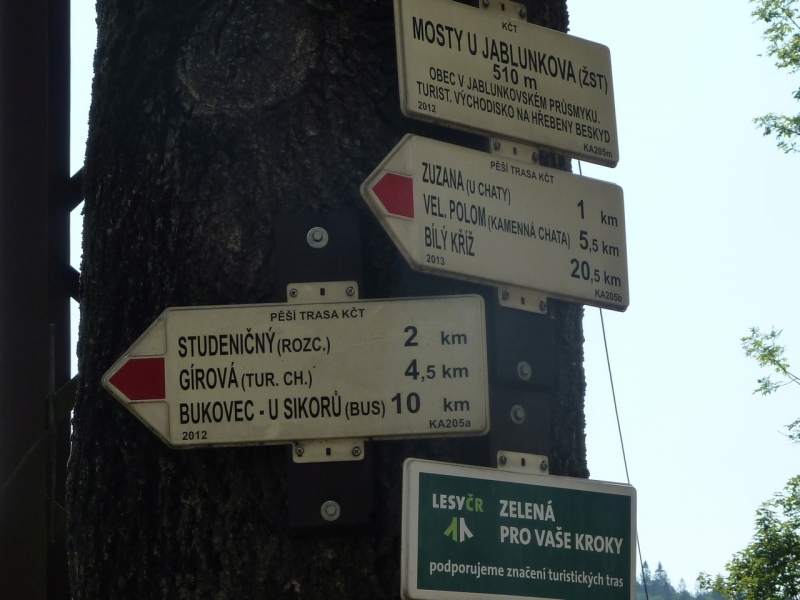 KČT
MOSTY U JABLUNKOVA (ŽST)
510 m
OBEC V JABLUNKOVSKÉM PRŮSMYKU.
TURIST. VÝCHODISKO NA HŘEBENY BESKYD
2012 KA205m
PĚŠÍ TRASA KČT
ZUZANA (U CHATY) 1 km
VEL. POLOM (KAMENNÁ CHATA) 5,5 km
BÍLÝ KŘÍŽ 20,5 km
2013 KA205b
PĚŠÍ TRASA KČT
STUDENIČNÝ (ROZC.) 2 km
GÍROVÁ (TUR. CH.) 4,5 km
BUKOVEC - U SIKORŮ (BUS) 10 km
2012 KA205a
LESY ČR
ZELENÁ
PRO VAŠE KROKY
podporujeme značení turistických tras